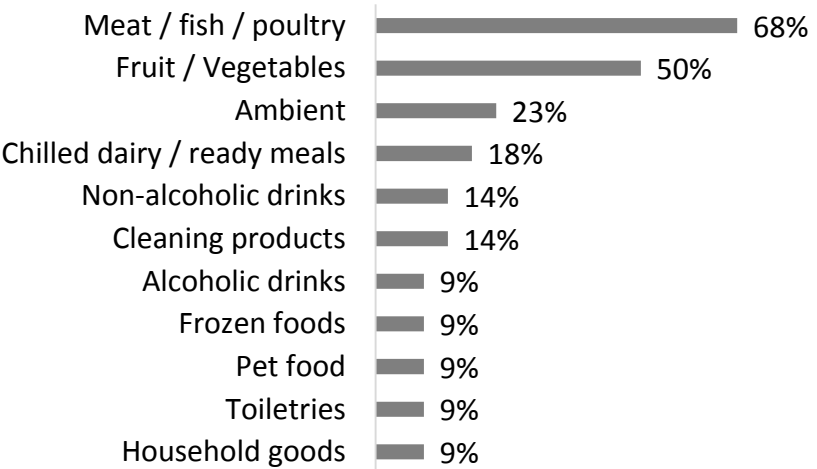 Meat / fish / poultry 68%
Fruit / Vegetables 50%
Ambient 23%
Chilled dairy / ready meals 18%
Non-alcoholic drinks 14%
Cleaning products 14%
Alcoholic drinks 9%
Frozen foods 9%
Pet food 9%
Toiletries 9%
Household goods 9%